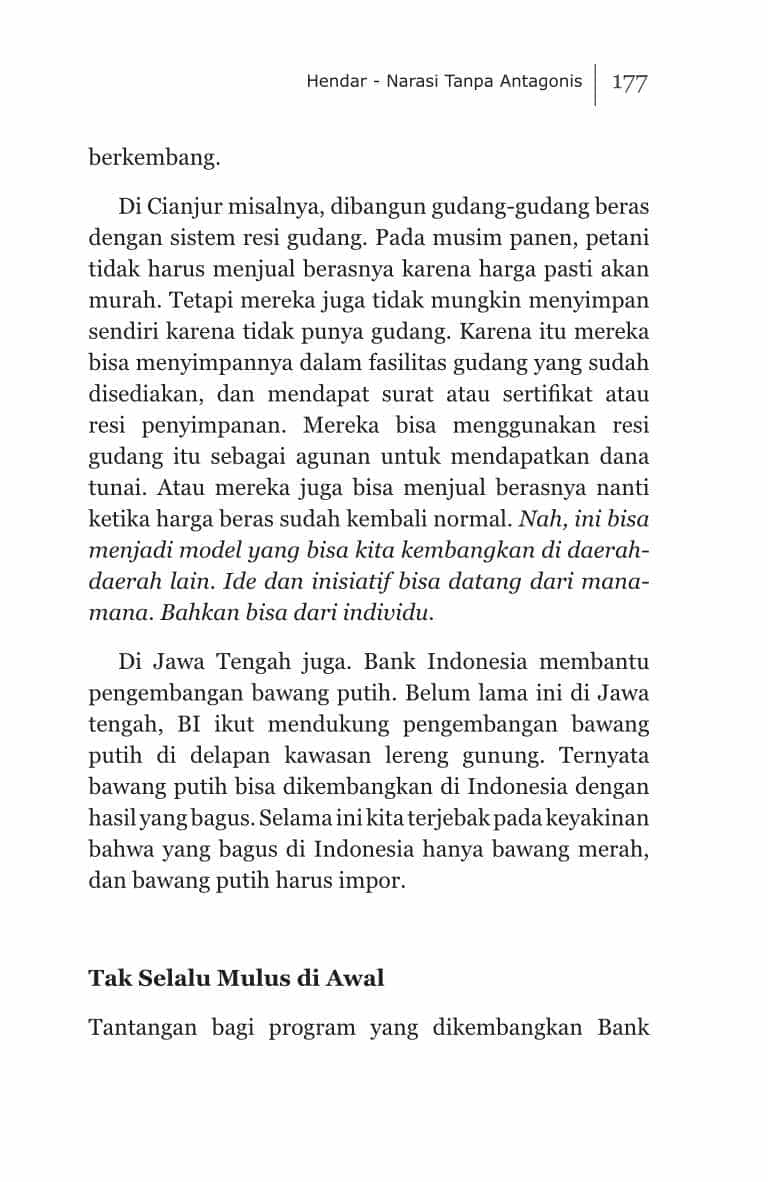 Hendar - Narasi Tanpa Antagonis 177
berkembang.
Di Cianjur misalnya, dibangun gudang-gudang beras
dengan sistem resi gudang. Pada musim panen, petani
tidak harus menjual berasnya karena harga pasti akan
murah. Tetapi mereka juga tidak mungkin menyimpan
sendiri karena tidak punya gudang. Karena itu mereka
bisa menyimpannya dalam fasilitas gudang yang sudah
disediakan, dan mendapat surat atau sertifikat atau
resi penyimpanan. Mereka bisa menggunakan resi
gudang itu sebagai agunan untuk mendapatkan dana
tunai. Atau mereka juga bisa menjual berasnya nanti
ketika harga beras sudah kembali normal. Nah, ini bisa
menjadi model yang bisa kita kembangkan di daerah-
daerah lain. Ide dan inisiatif bisa datang dari mana-
mana. Bahkan bisa dari individu.
Di Jawa Tengah juga. Bank Indonesia membantu
pengembangan bawang putih. Belum lama ini di Jawa
tengah, BI ikut mendukung pengembangan bawang
putih di delapan kawasan lereng gunung. Ternyata
bawang putih bisa dikembangkan di Indonesia dengan
hasil yang bagus. Selama ini kita terjebak pada keyakinan
bahwa yang bagus di Indonesia hanya bawang merah,
dan bawang putih harus impor.
Tak Selalu Mulus di Awal
Tantangan bagi program yang dikembangkan Bank